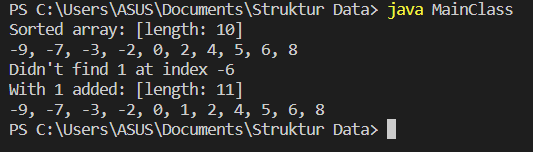 PS C:\Users\ASUS\Documents\Struktur Data> java MainClass
Sorted array: [length: 10]
-9, -7, -3, -2, 0, 2, 4, 5, 6, 8
Didn't find 1 at index -6
With 1 added: [length: 11]
-9, -7, -3, -2, 0, 1, 2, 4, 5, 6, 8
PS C:\Users\ASUS\Documents\Struktur Data>